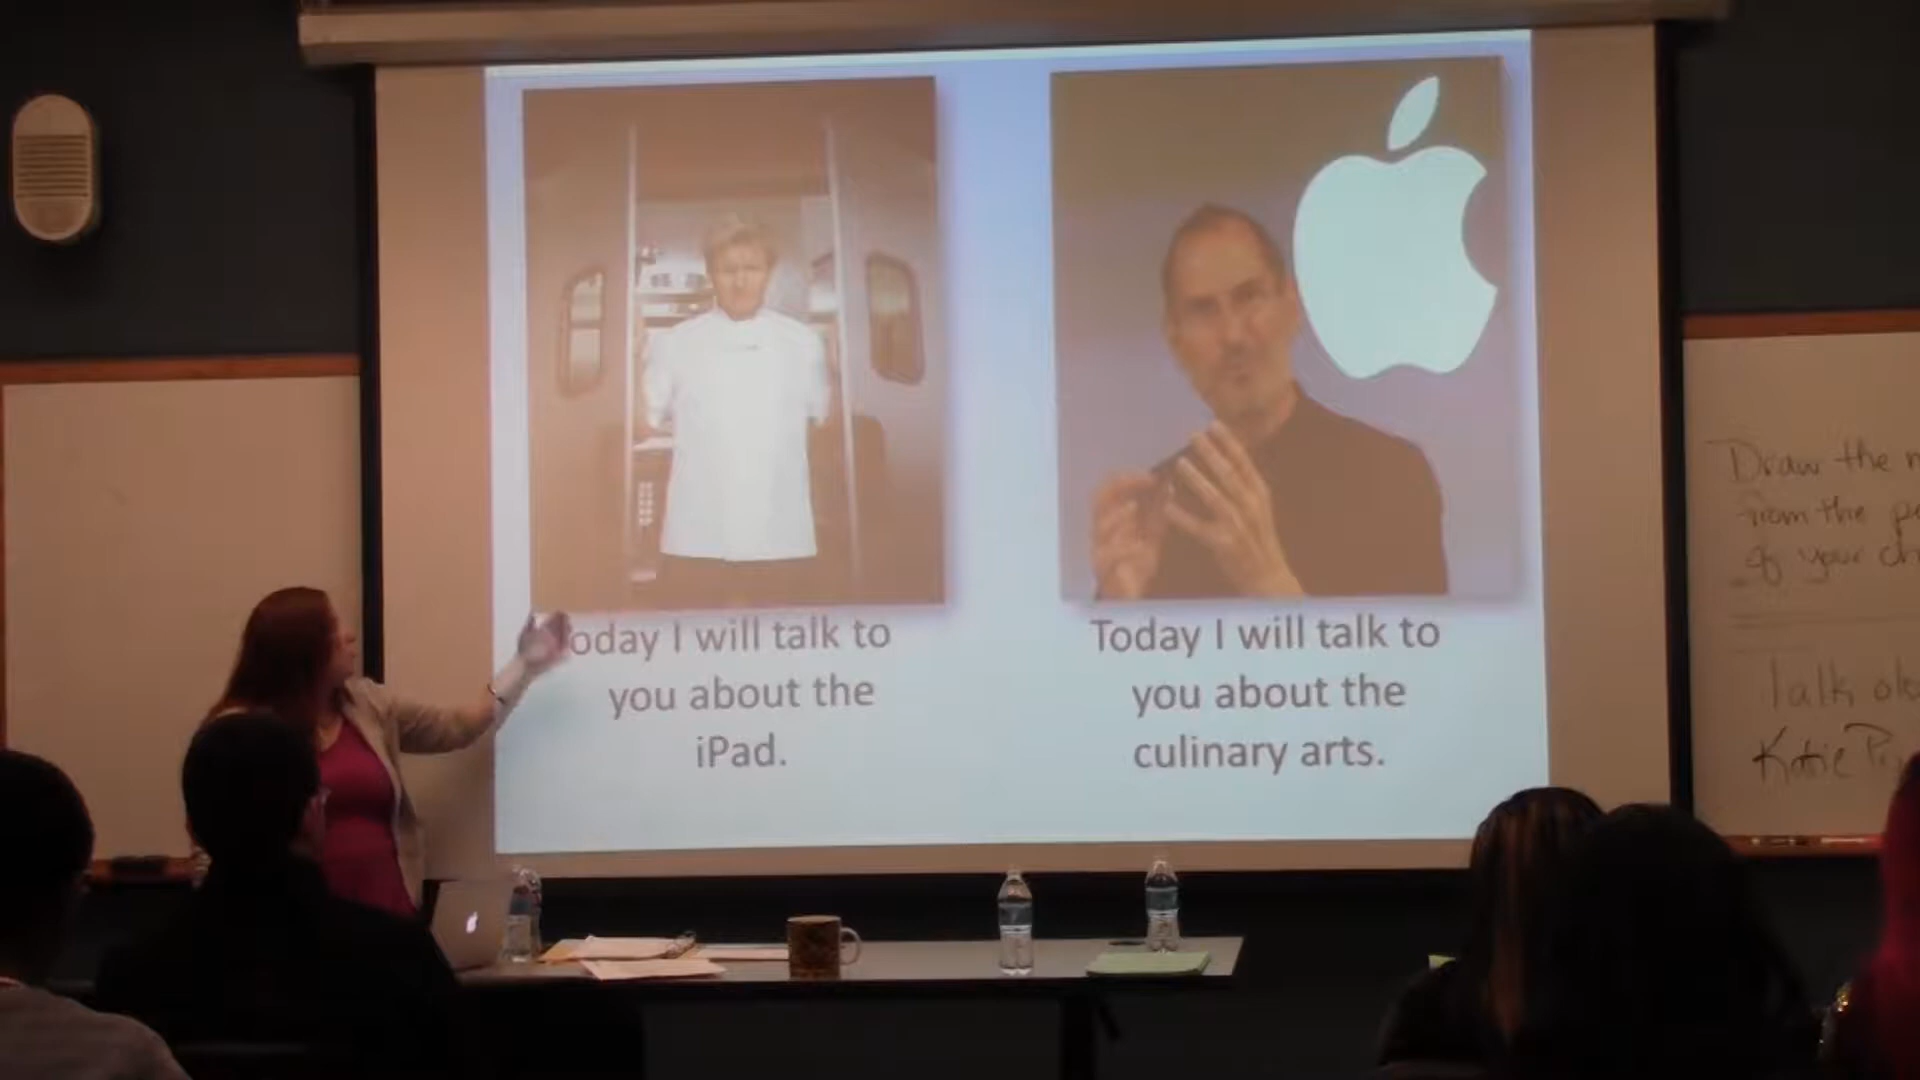 Today I will talk to
you about the
iPad.
Today I will talk to
you about the
culinary arts.
Draw the
from the
of your
Talk
Katie